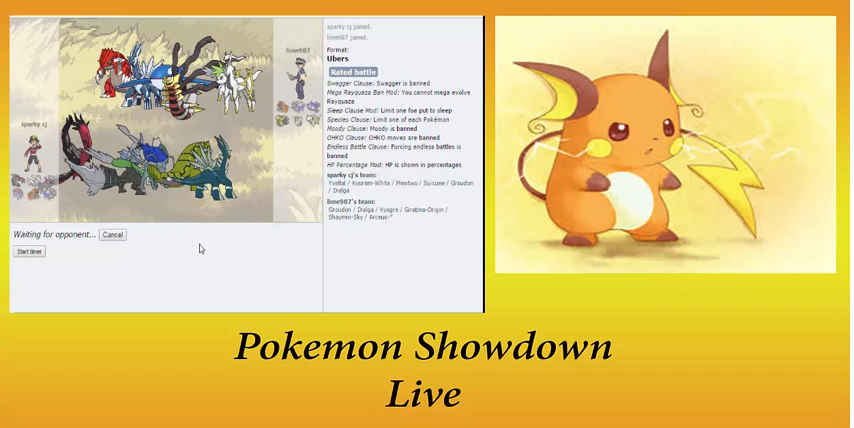 sparky cj joined.
lime987 joined.
Format:
Ubers
Rated battle
Swagger Clause: Swagger is banned
Mega Rayquaza Ban Mod: You cannot mega evolve
Rayquaza
Sleep Clause Mod: Limit one foe put to sleep
Species Clause: Limit one of each Pokémon
Moody Clause: Moody is banned
OHKO Clause: OHKO moves are banned
Endless Battle Clause: Forcing endless battles is
banned
HP Percentage Mod: HP is shown in percentages
sparky cj's team:
Yveltal / Kyurem-White / Mewtwo / Suicune / Groudon
/ Dialga
lime987's team:
Groudon / Dialga / Kyogre / Giratina-Origin /
Shaymin-Sky / Arceus-*
lime987
sparky cj
Waiting for opponent... Cancel
Start timer
Pokemon Showdown
Live